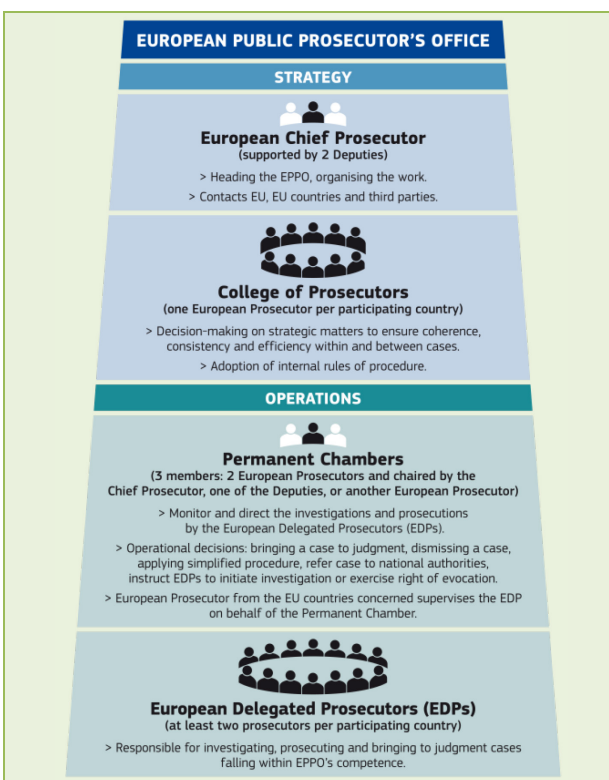 EUROPEAN PUBLIC PROSECUTOR'S OFFICE
STRATEGY
European Chief Prosecutor
(supported by 2 Deputies)
> Heading the EPPO, organising the work.
> Contacts EU, EU countries and third parties.
College of Prosecutors
(one European Prosecutor per participating country)
> Decision-making on strategic matters to ensure coherence,
consistency and efficiency within and between cases.
> Adoption of internal rules of procedure.
OPERATIONS
Permanent Chambers
(3 members: 2 European Prosecutors and chaired by the
Chief Prosecutor, one of the Deputies, or another European Prosecutor)
> Monitor and direct the investigations and prosecutions
by the European Delegated Prosecutors (EDPs).
> Operational decisions: bringing a case to judgment, dismissing a case,
applying simplified procedure, refer case to national authorities,
instruct EDPs to initiate investigation or exercise right of evocation.
> European Prosecutor from the EU countries concerned supervises the EDP
on behalf of the Permanent Chamber.
European Delegated Prosecutors (EDPs)
(at least two prosecutors per participating country)
> Responsible for investigating, prosecuting and bringing to judgment cases
falling within EPPO's competence.